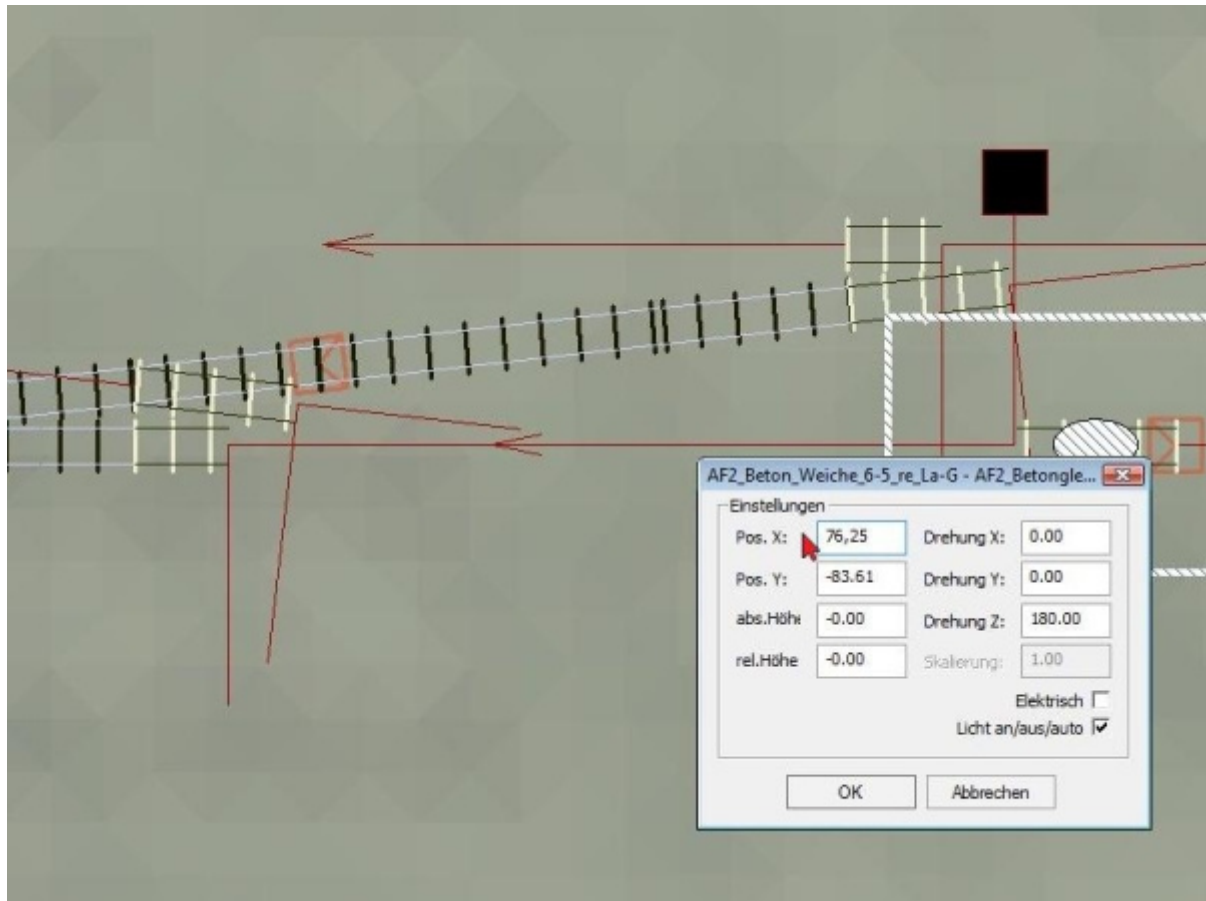 AF2_Beton_Weiche_6-5_re_La-G - AF2_Betongle...
Einstellungen
Pos. X: 76,25 Drehung X: 0.00
Pos. Y: -83.61 Drehung Y: 0.00
abs.Höhe -0.00 Drehung Z: 180.00
rel.Höhe -0.00 Skalierung: 1.00
Elektrisch
Licht an/aus/auto
OK Abbrechen